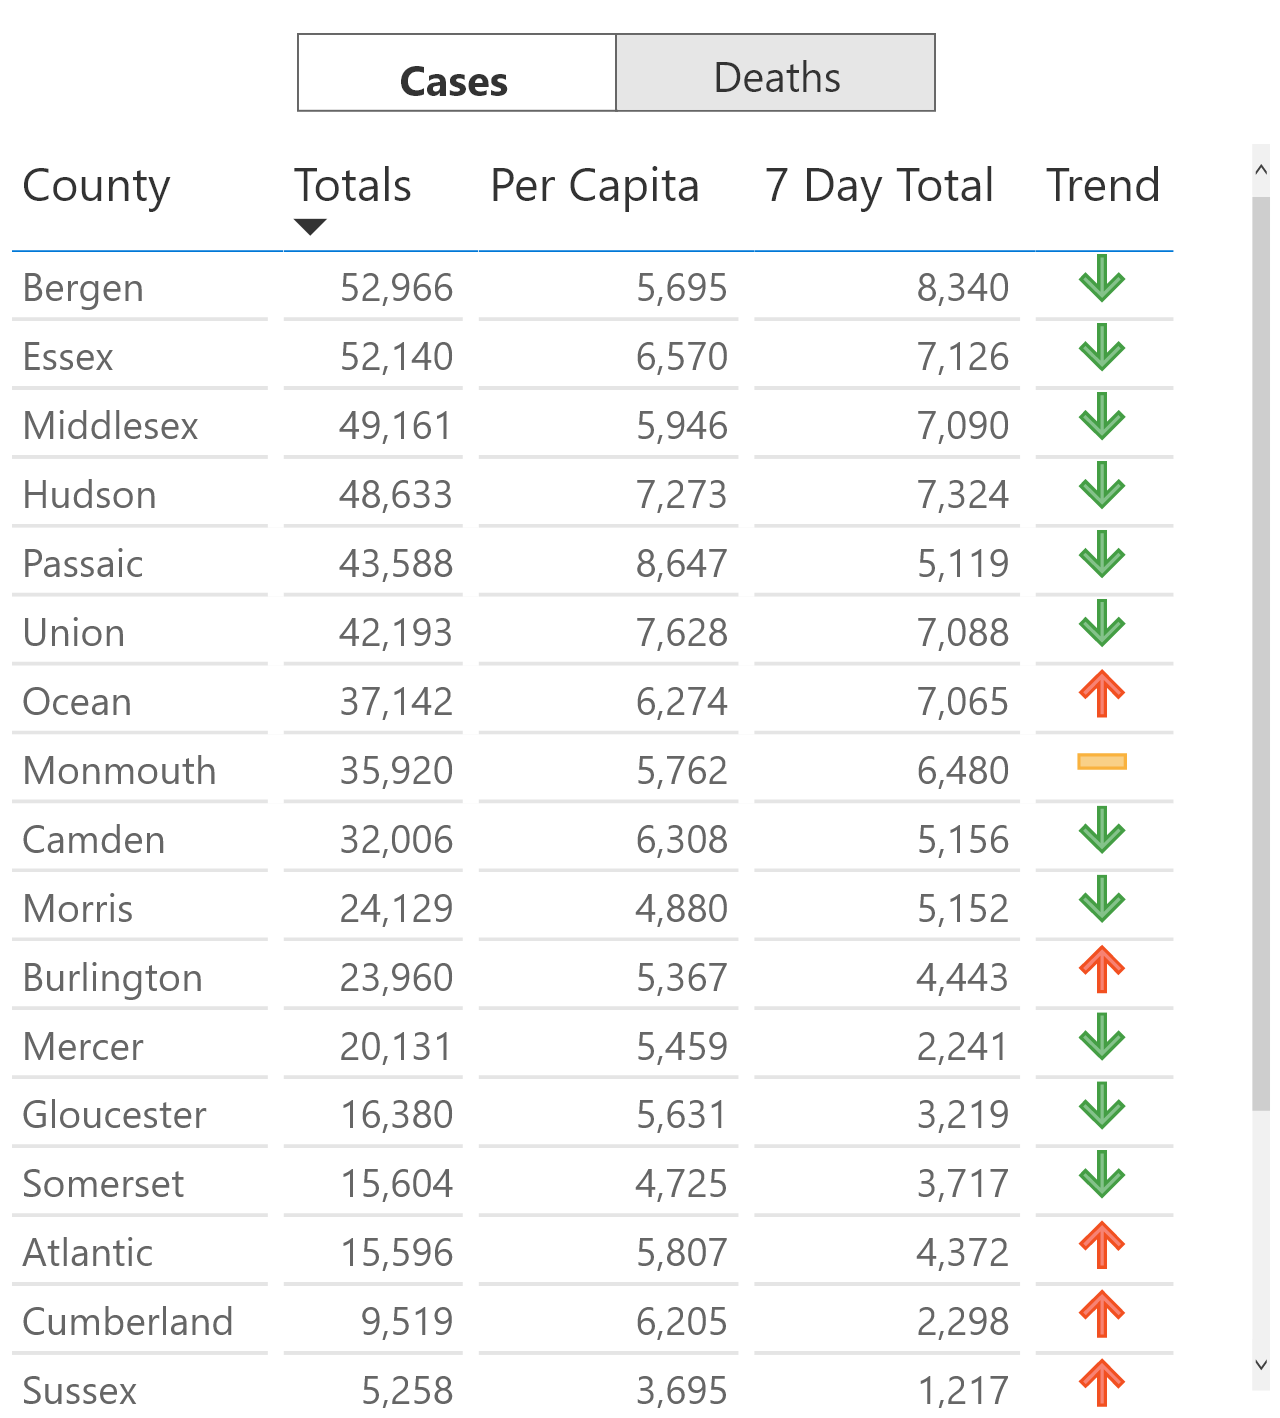 Cases Deaths
County Totals Per Capita 7 Day Total Trend
Bergen 52,966 5,695 8,340
Essex 52,140 6,570 7,126
Middlesex 49,161 5,946 7,090
Hudson 48,633 7,273 7,324
Passaic 43,588 8,647 5,119
Union 42,193 7,628 7,088
Ocean 37,142 6,274 7,065
Monmouth 35,920 5,762 6,480
Camden 32,006 6,308 5,156
Morris 24,129 4,880 5,152
Burlington 23,960 5,367 4,443
Mercer 20,131 5,459 2,241
Gloucester 16,380 5,631 3,219
Somerset 15,604 4,725 3,717
Atlantic 15,596 5,807 4,372
Cumberland 9,519 6,205 2,298
Sussex 5,258 3,695 1,217